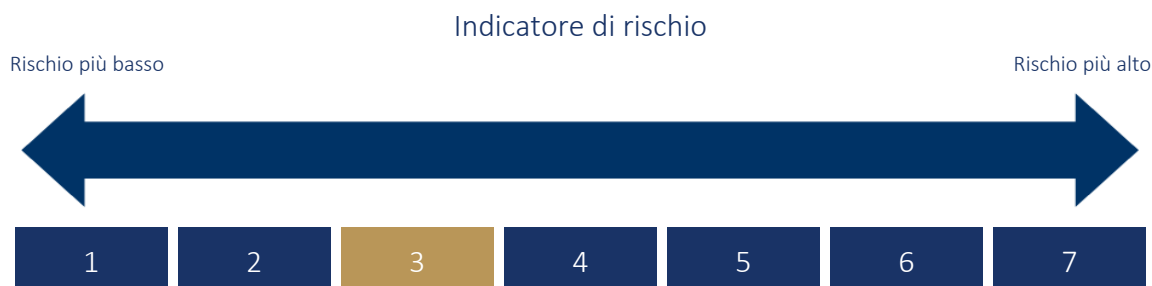 Indicatore di rischio
Rischio più basso Rischio più alto
1 2 3 4 5 6 7